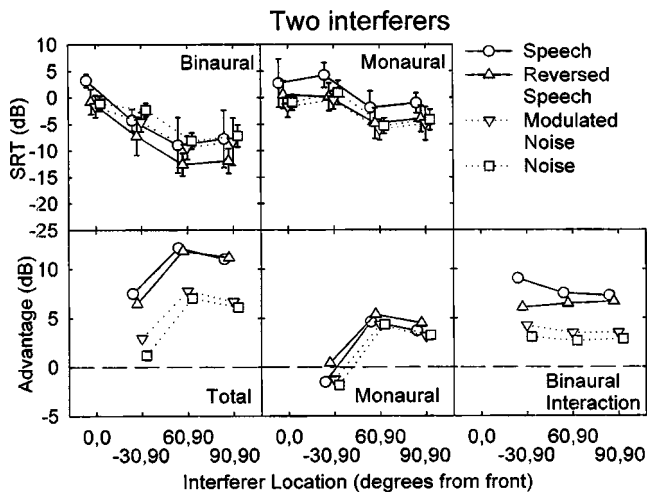 Two interferers
10
5
0
-5
-10
-15
-20
-25
SRT (dB)
Binaural
Monaural
Speech
Reversed
Speech
Modulated
Noise
Noise
10
5
0
-5
Advantage (dB)
Total
Monaural
Binaural
Interaction
0,0 60,90
-30,90 90,90
0,0 60,90
-30,90 90,90
0,0 60,90
-30,90 90,90
Interferer Location (degrees from front)